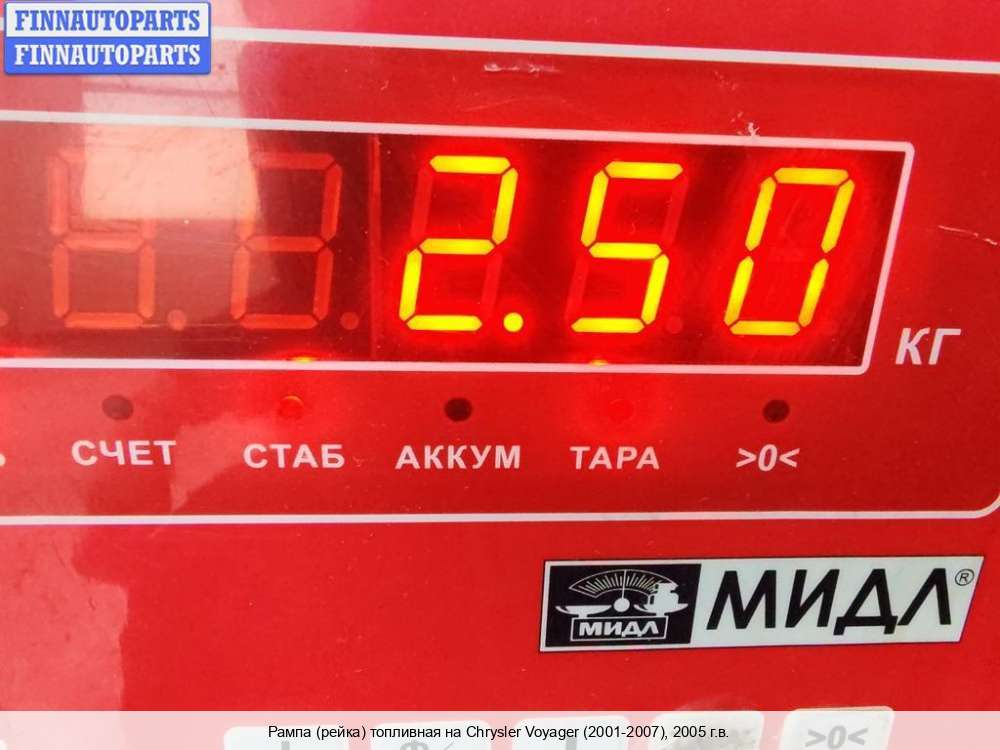 FINNAUTOPARTS
FINNAUTOPARTS
2.50
КГ
СЧЕТ СТАБ АККУМ ТАРА >0<
МИДЛ МИДЛ®
>0<
Рампа (рейка) топливная на Chrysler Voyager (2001-2007), 2005 г.в.